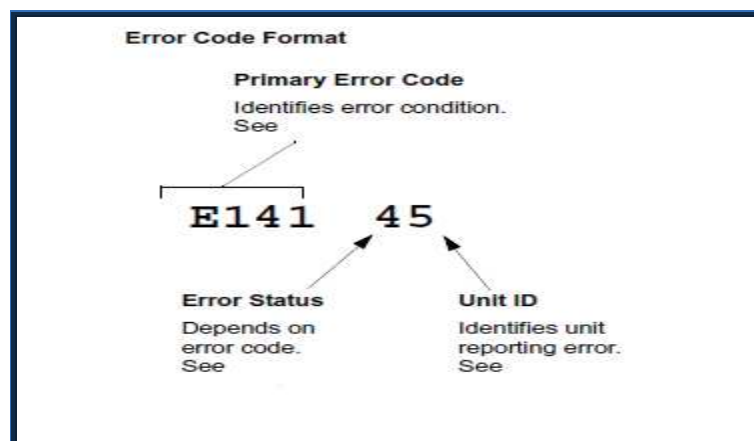 Error Code Format
Primary Error Code
Identifies error condition.
See
E141 45
Error Status
Depends on
error code.
See
Unit ID
Identifies unit
reporting error.
See